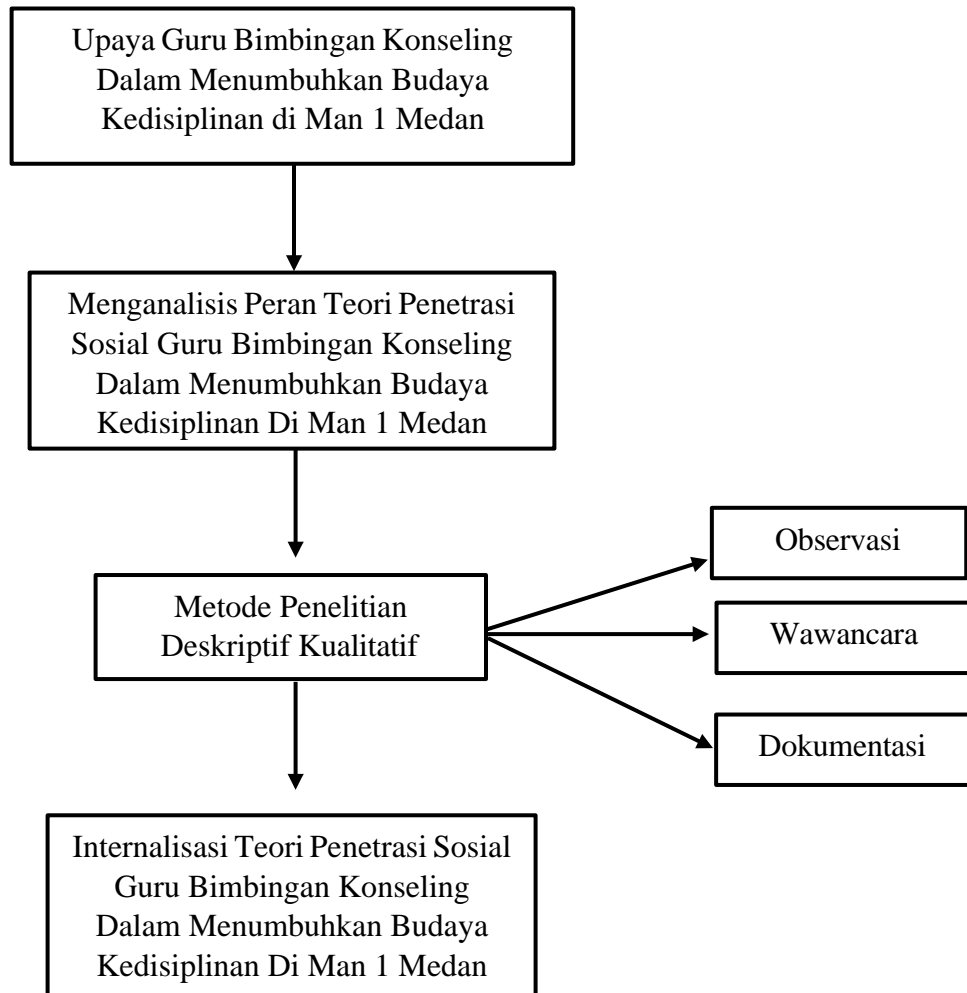 Upaya Guru Bimbingan Konseling
Dalam Menumbuhkan Budaya
Kedisiplinan di Man 1 Medan
Menganalisis Peran Teori Penetrasi
Sosial Guru Bimbingan Konseling
Dalam Menumbuhkan Budaya
Kedisiplinan Di Man 1 Medan
Metode Penelitian
Deskriptif Kualitatif
Observasi
Wawancara
Dokumentasi
Internalisasi Teori Penetrasi Sosial
Guru Bimbingan Konseling
Dalam Menumbuhkan Budaya
Kedisiplinan Di Man 1 Medan